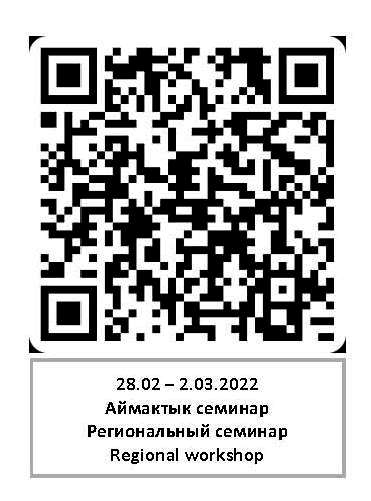 28.02 – 2.03.2022
Аймактык семинар
Региональный семинар
Regional workshop